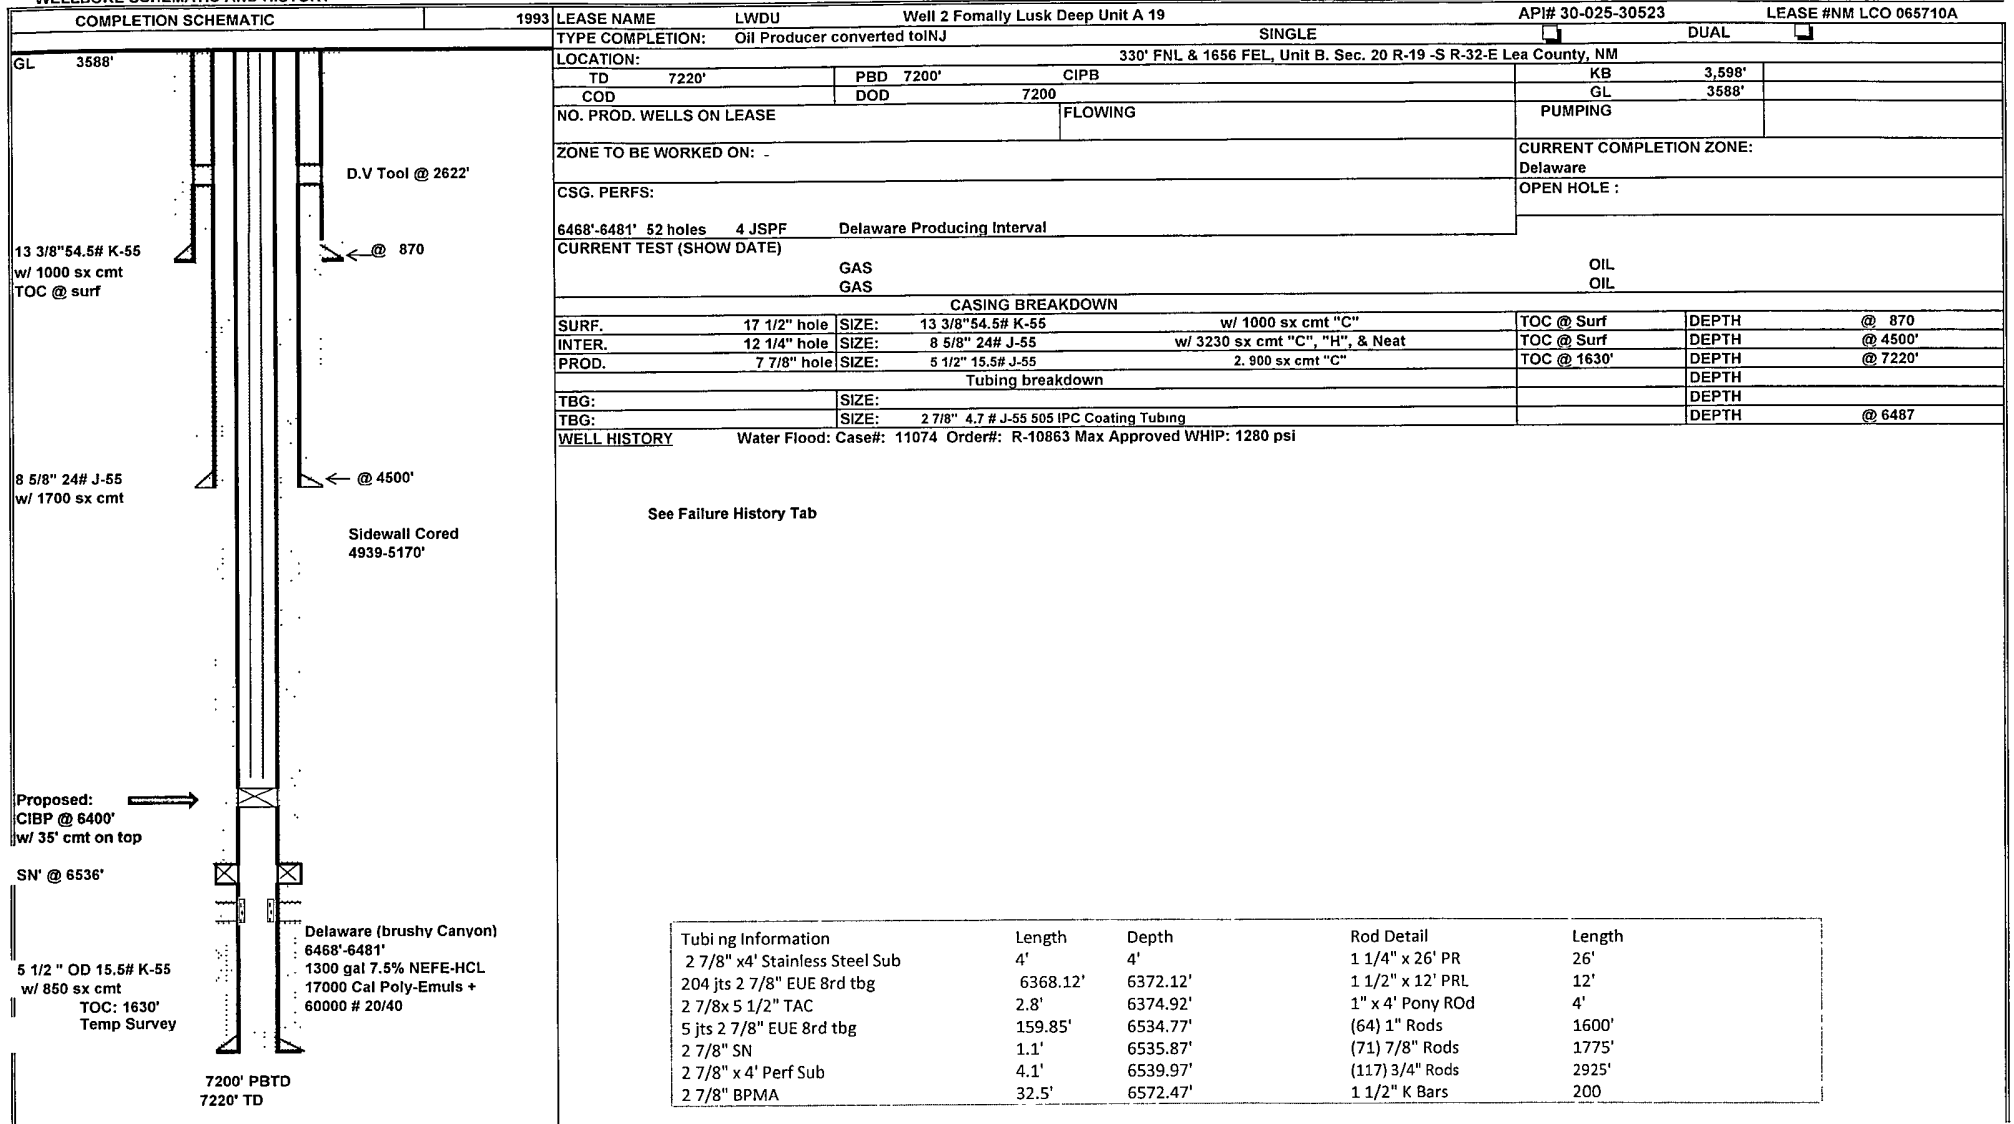 COMPLETION SCHEMATIC 1993
GL 3588'
D.V Tool @ 2622'
13 3/8"54.5# K-55
w/ 1000 sx cmt
TOC @ surf
@ 870
8 5/8" 24# J-55
w/ 1700 sx cmt
@ 4500'
Sidewall Cored
4939-5170'
Proposed:
CIBP @ 6400'
w/ 35' cmt on top
SN' @ 6536'
Delaware (brushy Canyon)
6468'-6481'
1300 gal 7.5% NEFE-HCL
17000 Cal Poly-Emuls +
60000 # 20/40
5 1/2 " OD 15.5# K-55
w/ 850 sx cmt
TOC: 1630'
Temp Survey
7200' PBTD
7220' TD
LEASE NAME LWDU Well 2 Fomally Lusk Deep Unit A 19 API# 30-025-30523 LEASE #NM LCO 065710A
TYPE COMPLETION: Oil Producer converted toINJ SINGLE DUAL
LOCATION: 330' FNL & 1656 FEL, Unit B. Sec. 20 R-19 -S R-32-E Lea County, NM
TD 7220' PBD 7200' CIPB KB 3,598'
COD DOD 7200 GL 3588'
NO. PROD. WELLS ON LEASE FLOWING PUMPING
ZONE TO BE WORKED ON: - CURRENT COMPLETION ZONE:
Delaware
CSG. PERFS: OPEN HOLE :
6468'-6481' 52 holes 4 JSPF Delaware Producing Interval
CURRENT TEST (SHOW DATE)
GAS OIL
GAS OIL
CASING BREAKDOWN
SURF. 17 1/2" hole SIZE: 13 3/8"54.5# K-55 w/ 1000 sx cmt "C" TOC @ Surf DEPTH @ 870
INTER. 12 1/4" hole SIZE: 8 5/8" 24# J-55 w/ 3230 sx cmt "C", "H", & Neat TOC @ Surf DEPTH @ 4500'
PROD. 7 7/8" hole SIZE: 5 1/2" 15.5# J-55 2. 900 sx cmt "C" TOC @ 1630' DEPTH @ 7220'
Tubing breakdown DEPTH
TBG: SIZE: DEPTH
TBG: SIZE: 2 7/8" 4.7 # J-55 505 IPC Coating Tubing DEPTH @ 6487
WELL HISTORY Water Flood: Case#: 11074 Order#: R-10863 Max Approved WHIP: 1280 psi
See Failure History Tab
Tubi ng Information Length Depth Rod Detail Length
2 7/8" x4' Stainless Steel Sub 4' 4' 1 1/4" x 26' PR 26'
204 jts 2 7/8" EUE 8rd tbg 6368.12' 6372.12' 1 1/2" x 12' PRL 12'
2 7/8x 5 1/2" TAC 2.8' 6374.92' 1" x 4' Pony ROd 4'
5 jts 2 7/8" EUE 8rd tbg 159.85' 6534.77' (64) 1" Rods 1600'
2 7/8" SN 1.1' 6535.87' (71) 7/8" Rods 1775'
2 7/8" x 4' Perf Sub 4.1' 6539.97' (117) 3/4" Rods 2925'
2 7/8" BPMA 32.5' 6572.47' 1 1/2" K Bars 200